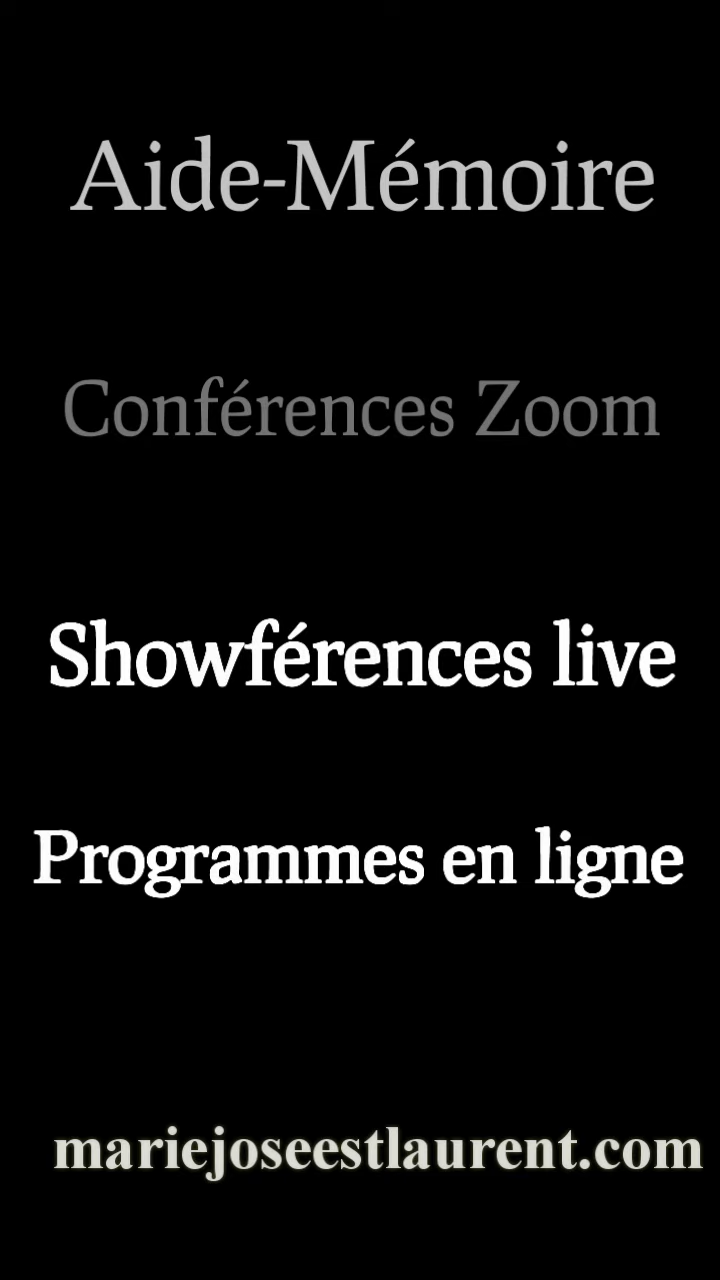 Aide-Mémoire
Conférences Zoom
Showférences live
Programmes en ligne
mariejoseestlaurent.com